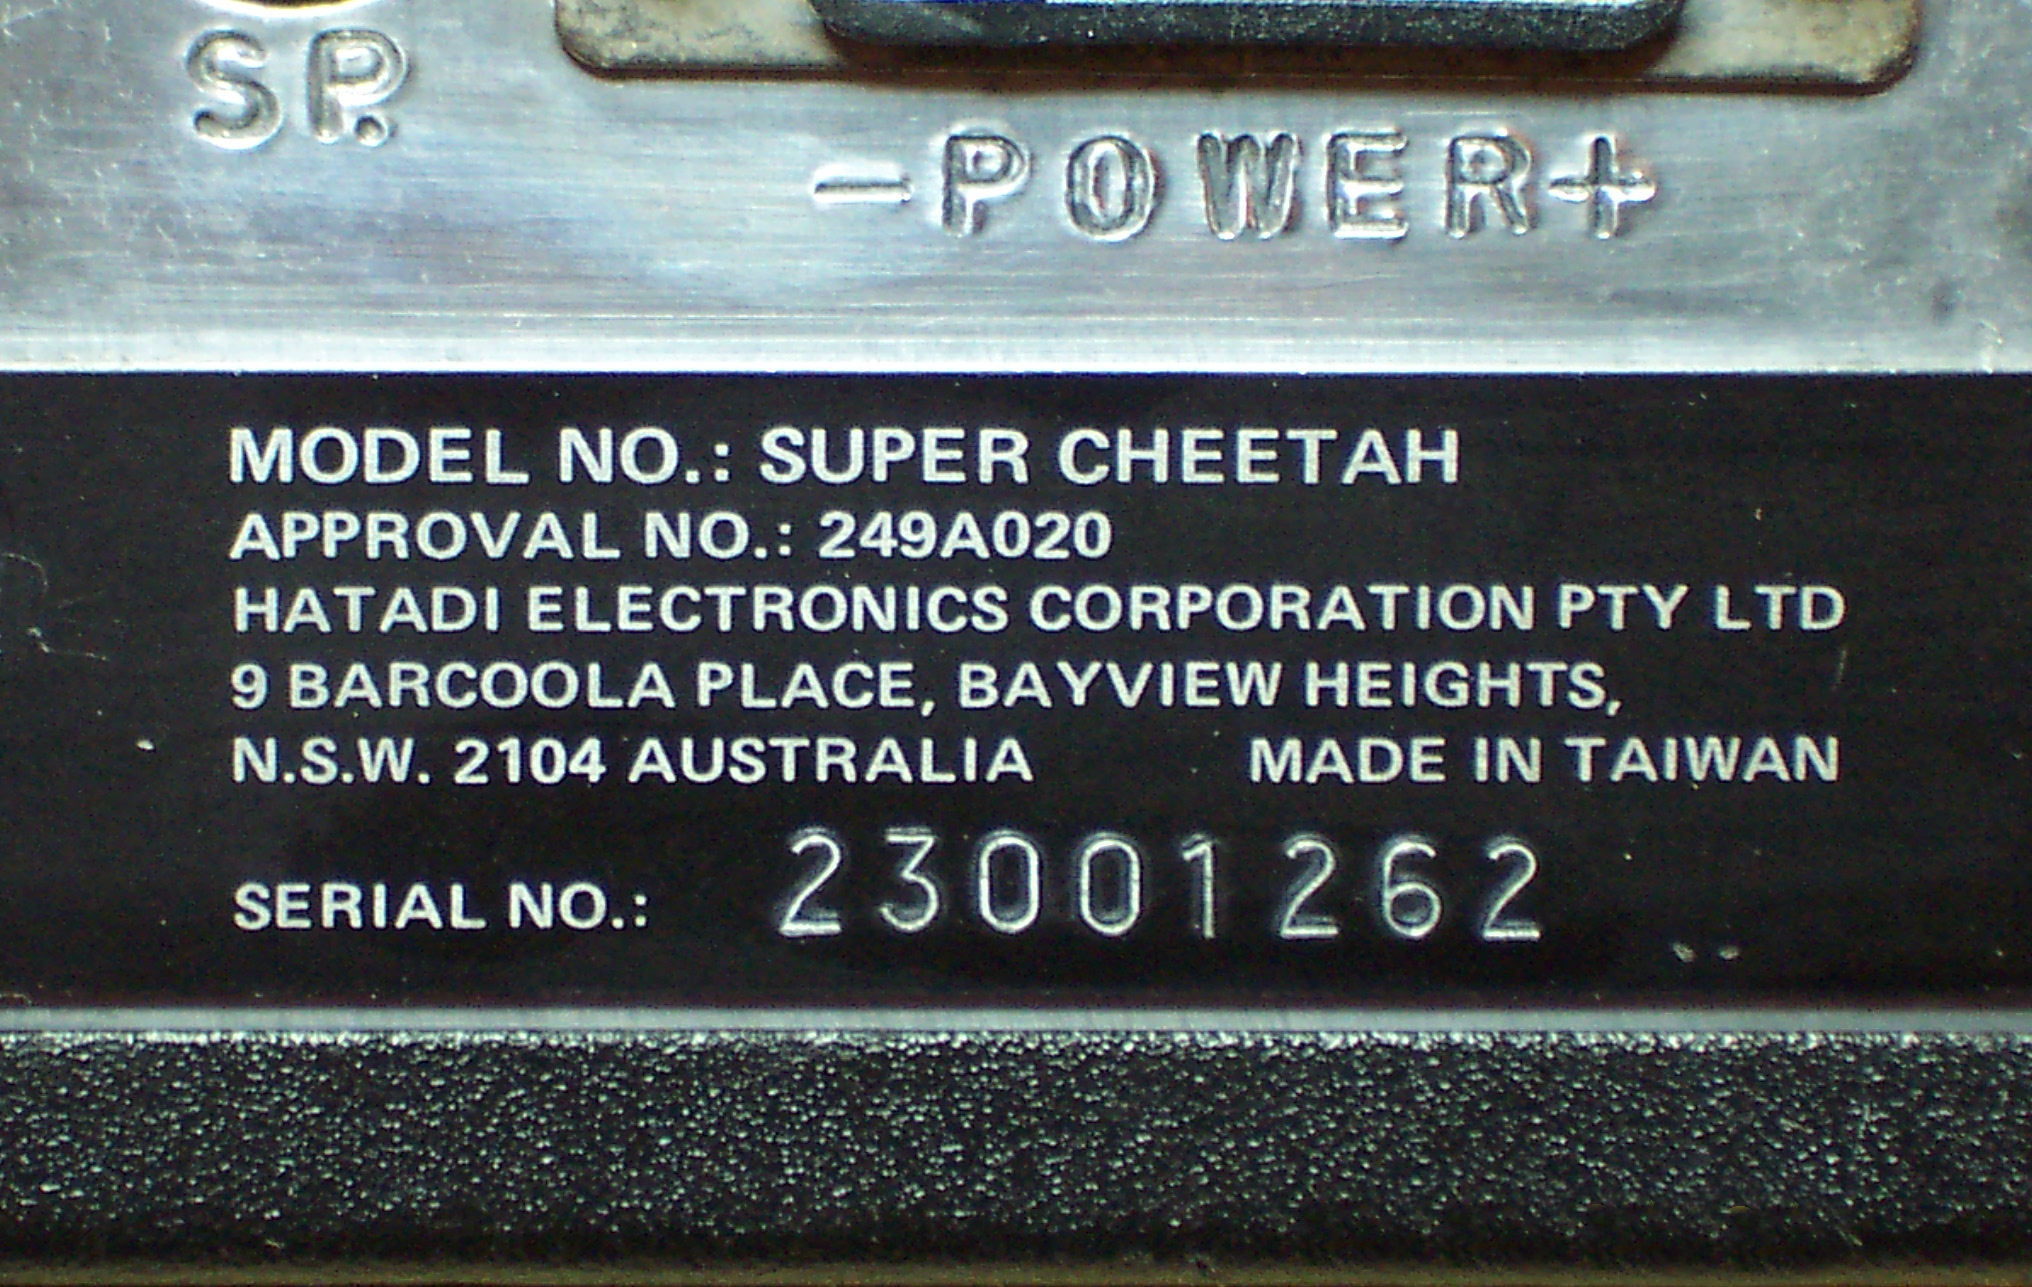 SP.
-POWER+
MODEL NO.: SUPER CHEETAH
APPROVAL NO.: 249A020
HATADI ELECTRONICS CORPORATION PTY LTD
9 BARCOOLA PLACE, BAYVIEW HEIGHTS,
N.S.W. 2104 AUSTRALIA MADE IN TAIWAN
SERIAL NO.: 23001262